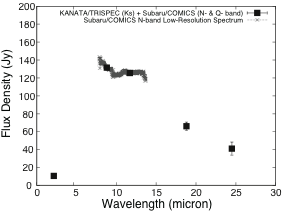 KANATA/TRISPEC (Ks) + Subaru/COMICS (N- & Q- band)
Subaru/COMICS N-band Low-Resolution Spectrum
200
180
160
140
120
100
80
60
40
20
0
Flux Density (Jy)
0 5 10 15 20 25 30
Wavelength (micron)